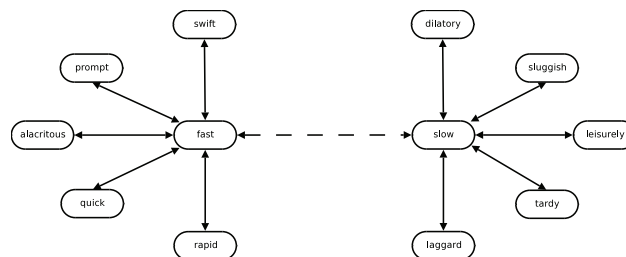 swift
dilatory
prompt
sluggish
alacritous
fast
slow
leisurely
quick
tardy
rapid
laggard